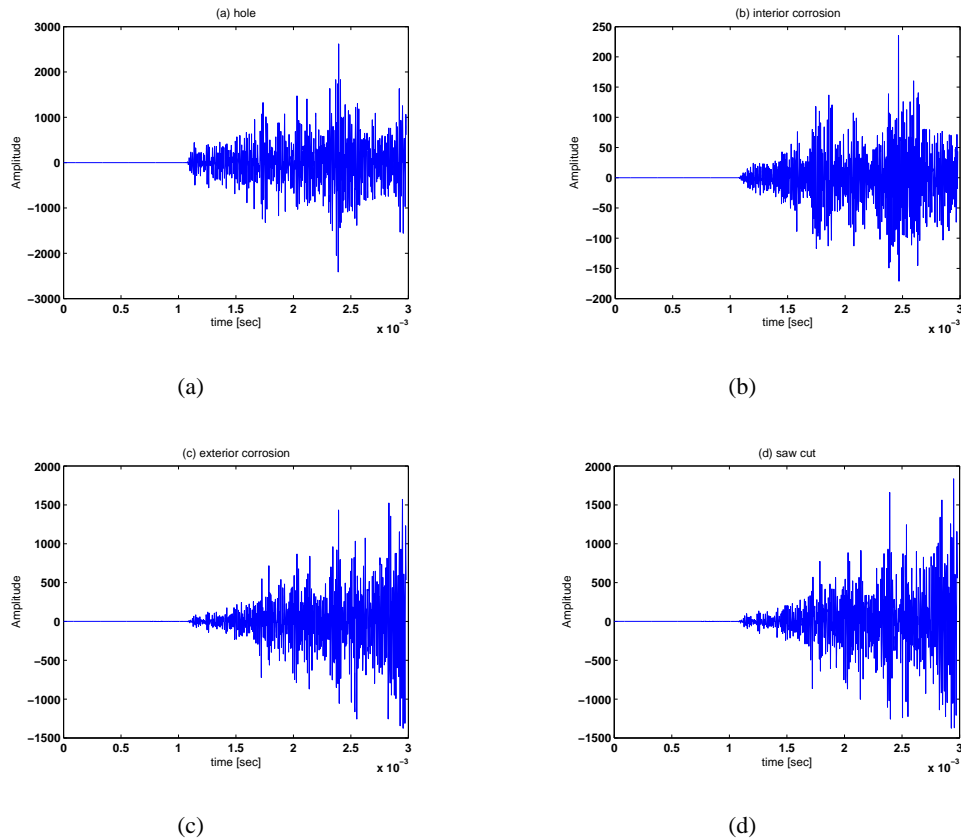 (a) hole
3000
2000
1000
0
−1000
−2000
−3000
Amplitude
0 0.5 1 1.5 2 2.5 3
x 10−3
time [sec]
(a)
(b) interior corrosion
250
200
150
100
50
0
−50
−100
−150
−200
Amplitude
0 0.5 1 1.5 2 2.5 3
x 10−3
time [sec]
(b)
(c) exterior corrosion
2000
1500
1000
500
0
−500
−1000
−1500
Amplitude
0 0.5 1 1.5 2 2.5 3
x 10−3
time [sec]
(c)
(d) saw cut
2000
1500
1000
500
0
−500
−1000
−1500
Amplitude
0 0.5 1 1.5 2 2.5 3
x 10−3
time [sec]
(d)